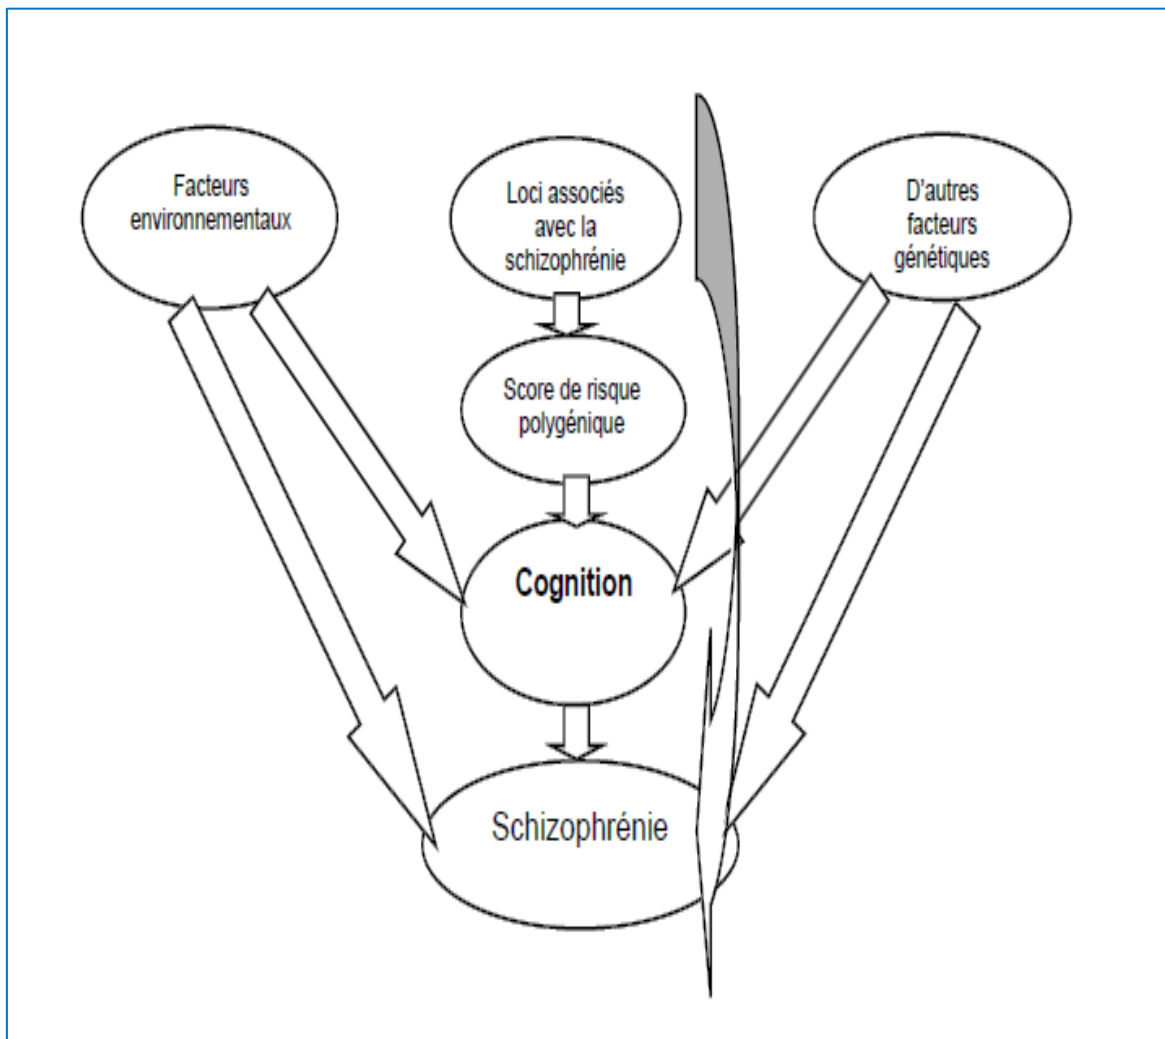 Facteurs
environnementaux
Loci associés
avec la
schizophrénie
D'autres
facteurs
génétiques
Score de risque
polygénique
Cognition
Schizophrénie